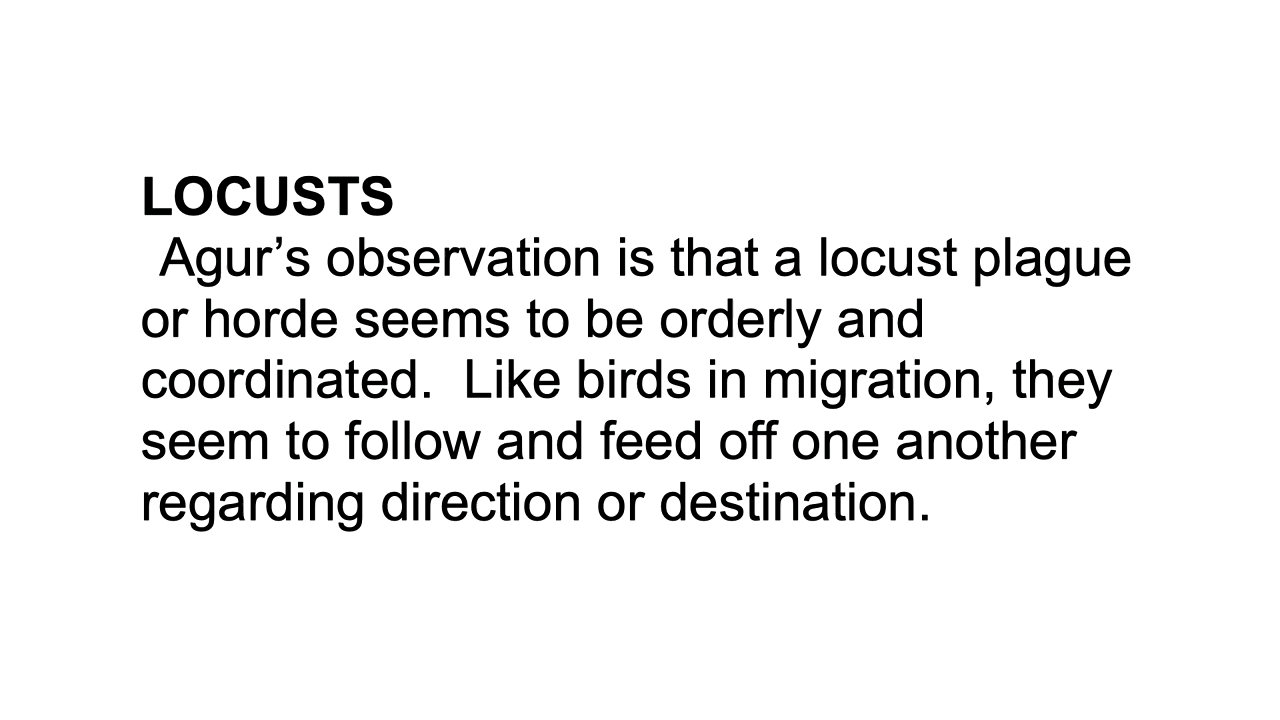 LOCUSTS
Agur’s observation is that a locust plague
or horde seems to be orderly and
coordinated.  Like birds in migration, they
seem to follow and feed off one another
regarding direction or destination.